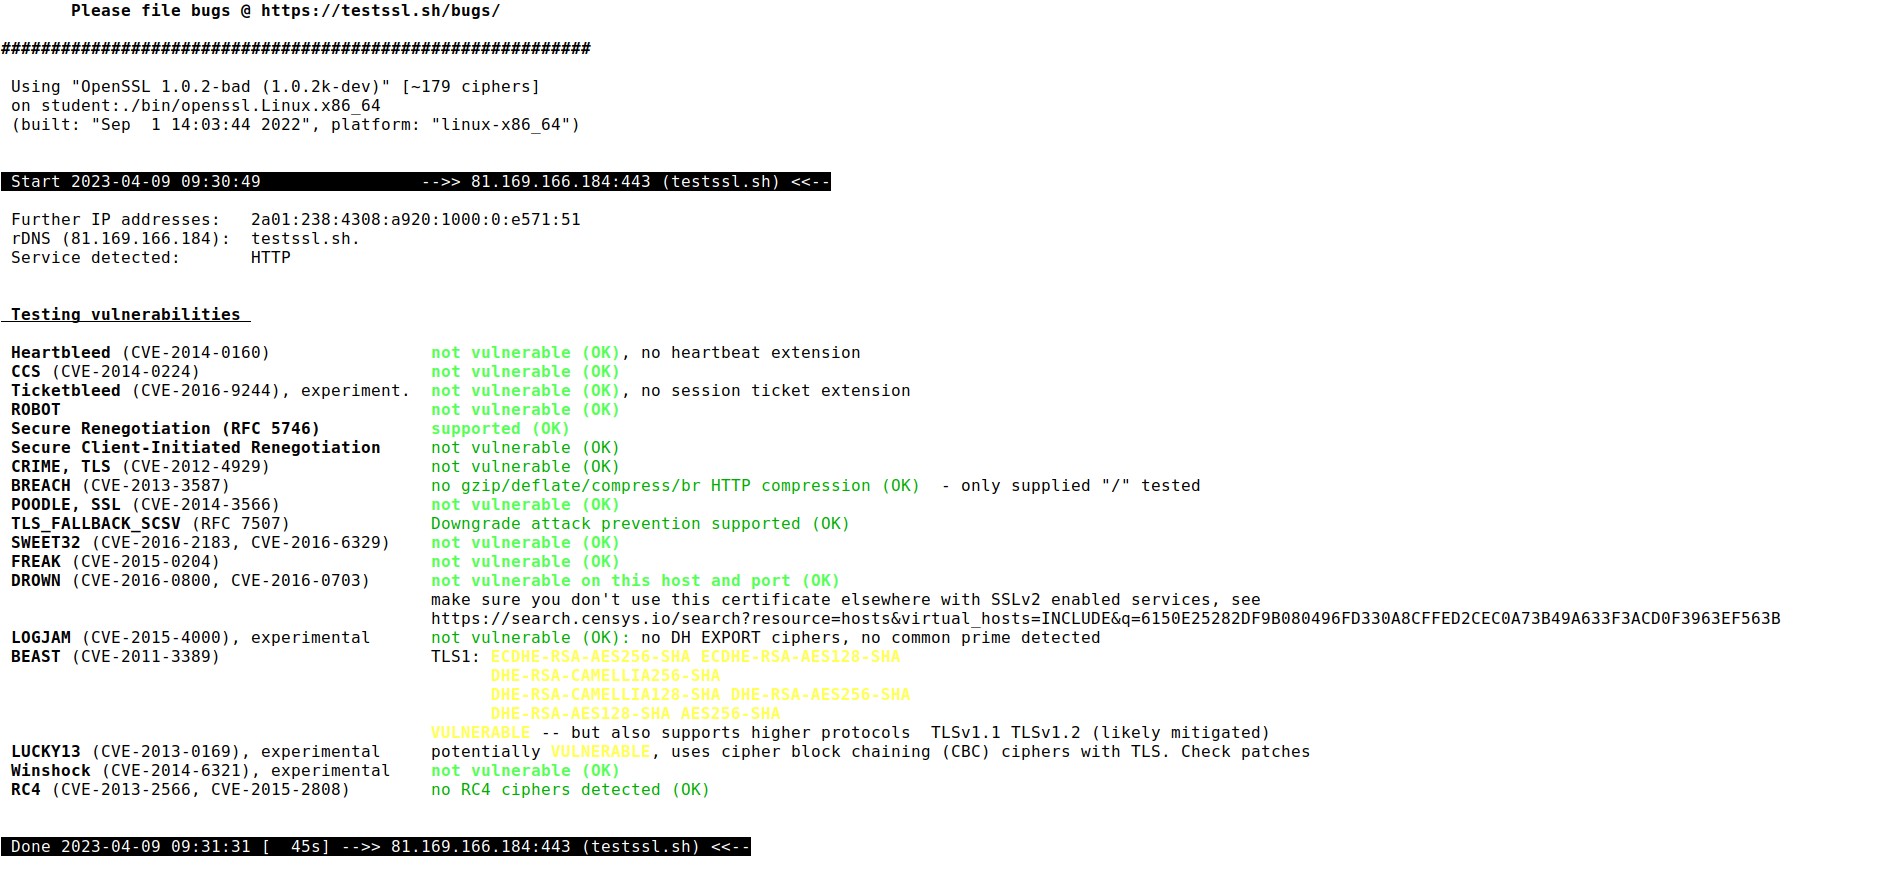 Please file bugs @ https://testssl.sh/bugs/
###########################################################
Using "OpenSSL 1.0.2-bad (1.0.2k-dev)" [~179 ciphers]
on student:./bin/openssl.Linux.x86_64
(built: "Sep  1 14:03:44 2022", platform: "linux-x86_64")
Start 2023-04-09 09:30:49                -->> 81.169.166.184:443 (testssl.sh) <<--
Further IP addresses:   2a01:238:4308:a920:1000:0:e571:51
rDNS (81.169.166.184):  testssl.sh.
Service detected:       HTTP
Testing vulnerabilities
Heartbleed (CVE-2014-0160)                not vulnerable (OK), no heartbeat extension
CCS (CVE-2014-0224)                       not vulnerable (OK)
Ticketbleed (CVE-2016-9244), experiment.  not vulnerable (OK), no session ticket extension
ROBOT                                     not vulnerable (OK)
Secure Renegotiation (RFC 5746)           supported (OK)
Secure Client-Initiated Renegotiation     not vulnerable (OK)
CRIME, TLS (CVE-2012-4929)                not vulnerable (OK)
BREACH (CVE-2013-3587)                    no gzip/deflate/compress/br HTTP compression (OK)  - only supplied "/" tested
POODLE, SSL (CVE-2014-3566)               not vulnerable (OK)
TLS_FALLBACK_SCSV (RFC 7507)              Downgrade attack prevention supported (OK)
SWEET32 (CVE-2016-2183, CVE-2016-6329)    not vulnerable (OK)
FREAK (CVE-2015-0204)                     not vulnerable (OK)
DROWN (CVE-2016-0800, CVE-2016-0703)      not vulnerable on this host and port (OK)
make sure you don't use this certificate elsewhere with SSLv2 enabled services, see
https://search.censys.io/search?resource=hosts&virtual_hosts=INCLUDE&q=6150E25282DF9B080496FD330A8CFFED2CEC0A73B49A633F3ACD0F3963EF563B
LOGJAM (CVE-2015-4000), experimental      not vulnerable (OK): no DH EXPORT ciphers, no common prime detected
BEAST (CVE-2011-3389)                     TLS1: ECDHE-RSA-AES256-SHA ECDHE-RSA-AES128-SHA
DHE-RSA-CAMELLIA256-SHA
DHE-RSA-CAMELLIA128-SHA DHE-RSA-AES256-SHA
DHE-RSA-AES128-SHA AES256-SHA
VULNERABLE -- but also supports higher protocols  TLSv1.1 TLSv1.2 (likely mitigated)
LUCKY13 (CVE-2013-0169), experimental     potentially VULNERABLE, uses cipher block chaining (CBC) ciphers with TLS. Check patches
Winshock (CVE-2014-6321), experimental    not vulnerable (OK)
RC4 (CVE-2013-2566, CVE-2015-2808)        no RC4 ciphers detected (OK)
Done 2023-04-09 09:31:31 [  45s] -->> 81.169.166.184:443 (testssl.sh) <<--